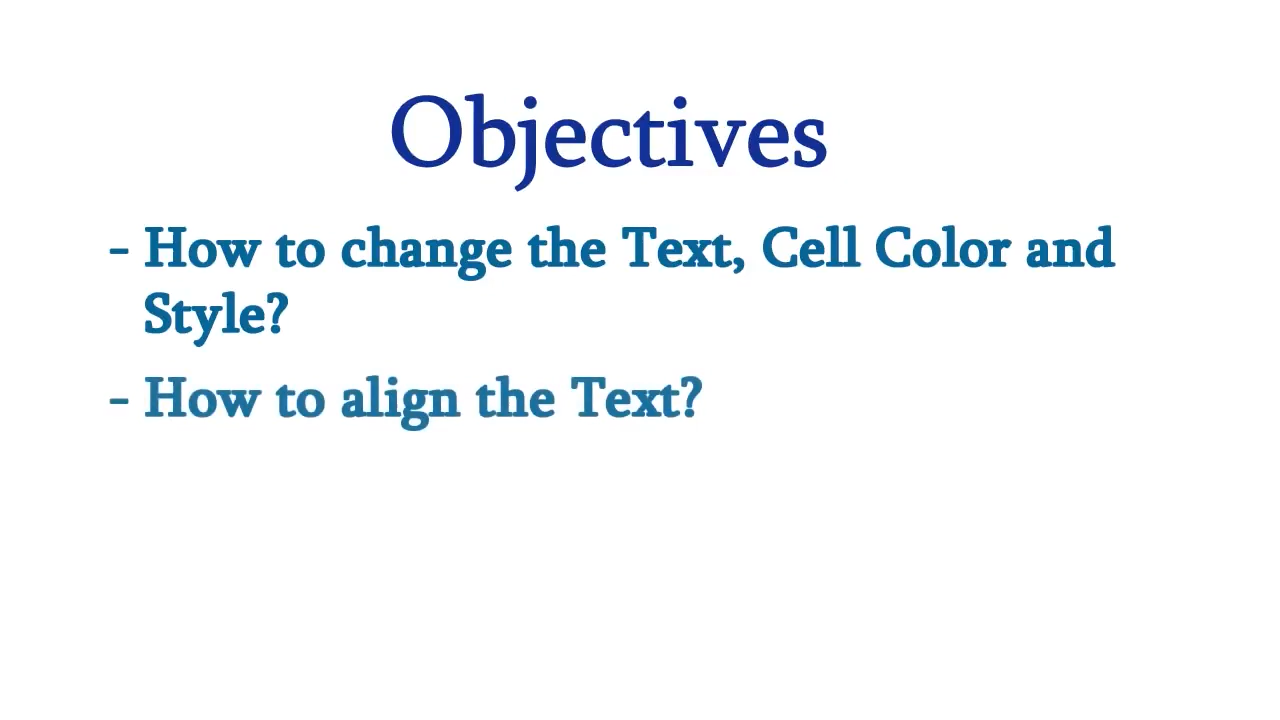 Objectives
- How to change the Text, Cell Color and
Style?
- How to align the Text?